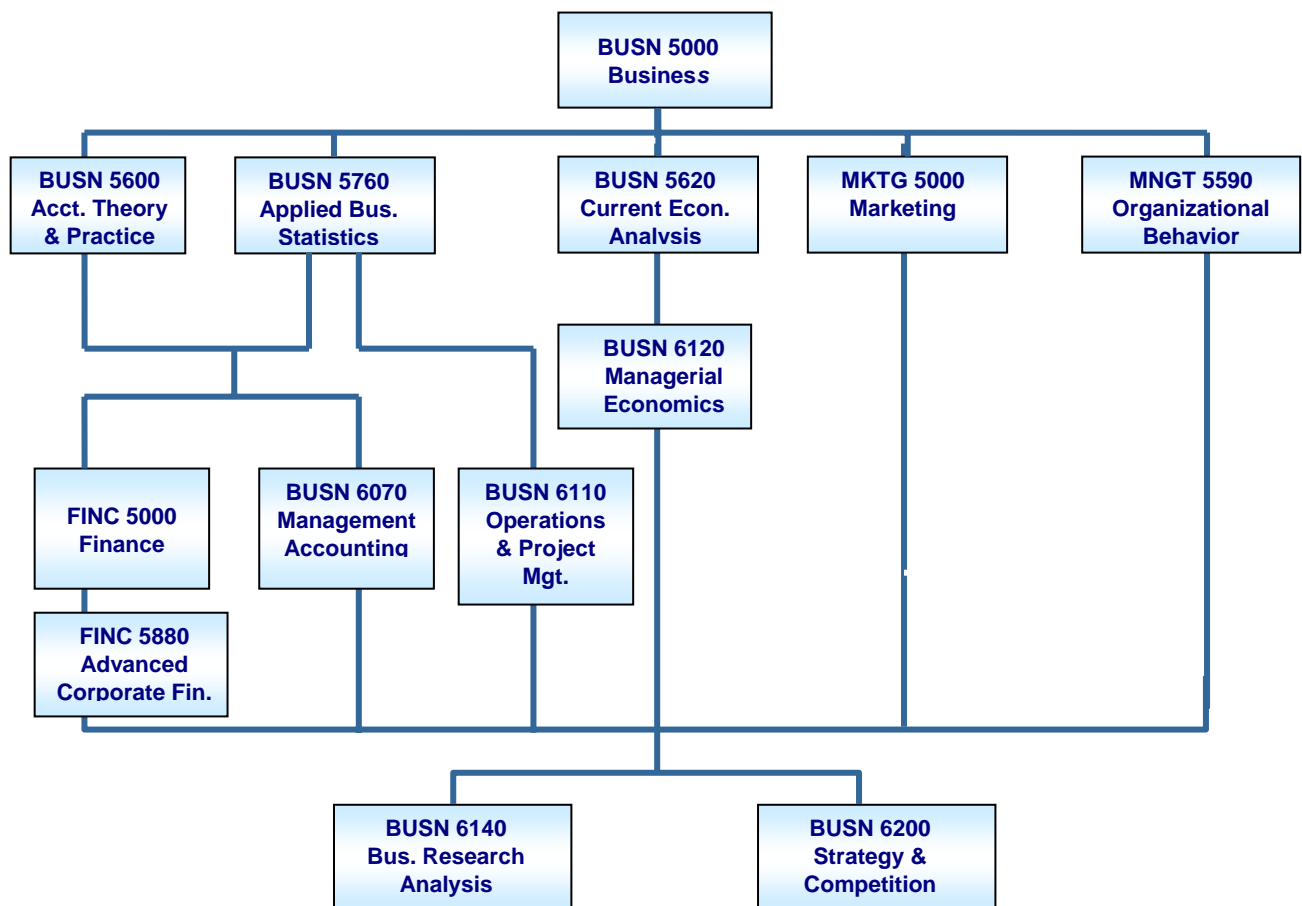 BUSN 5000
Business
BUSN 5600
Acct. Theory
& Practice
BUSN 5760
Applied Bus.
Statistics
BUSN 5620
Current Econ.
Analysis
MKTG 5000
Marketing
MNGT 5590
Organizational
Behavior
BUSN 6120
Managerial
Economics
FINC 5000
Finance
BUSN 6070
Management
Accounting
BUSN 6110
Operations
& Project
Mgt.
FINC 5880
Advanced
Corporate Fin.
BUSN 6140
Bus. Research
Analysis
BUSN 6200
Strategy &
Competition